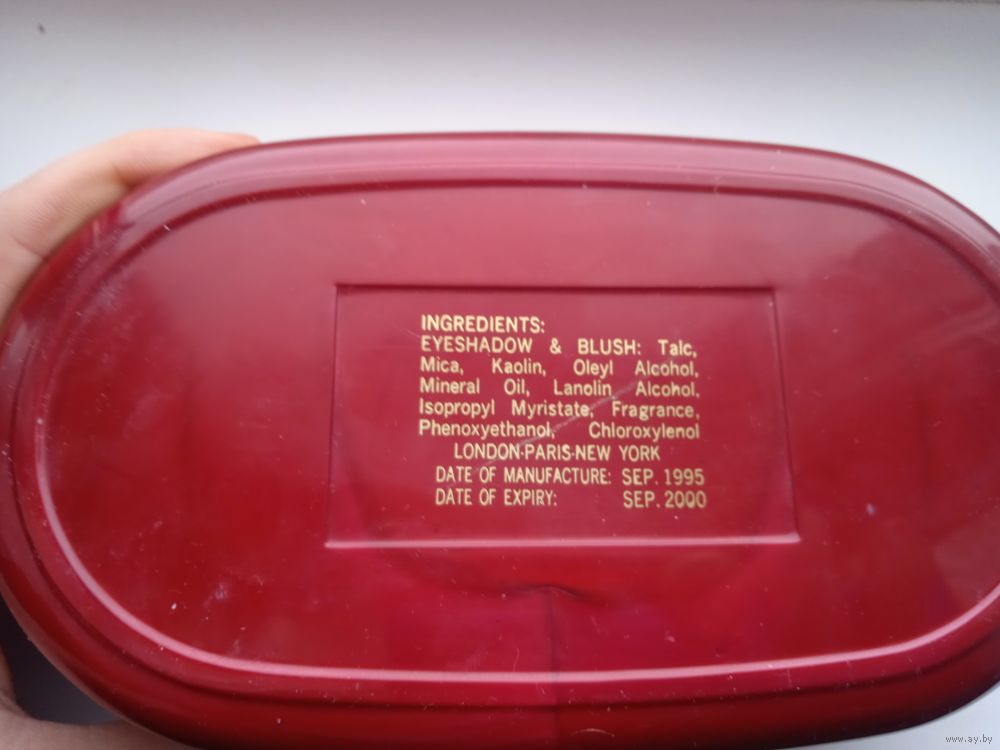 INGREDIENTS:
EYESHADOW & BLUSH: Talc,
Mica, Kaolin, Oleyl Alcohol,
Mineral Oil, Lanolin Alcohol,
Isopropyl Myristate, Fragrance,
Phenoxyethanol, Chloroxylenol
LONDON-PARIS-NEW YORK
DATE OF MANUFACTURE: SEP. 1995
DATE OF EXPIRY: SEP. 2000
www.ay.by